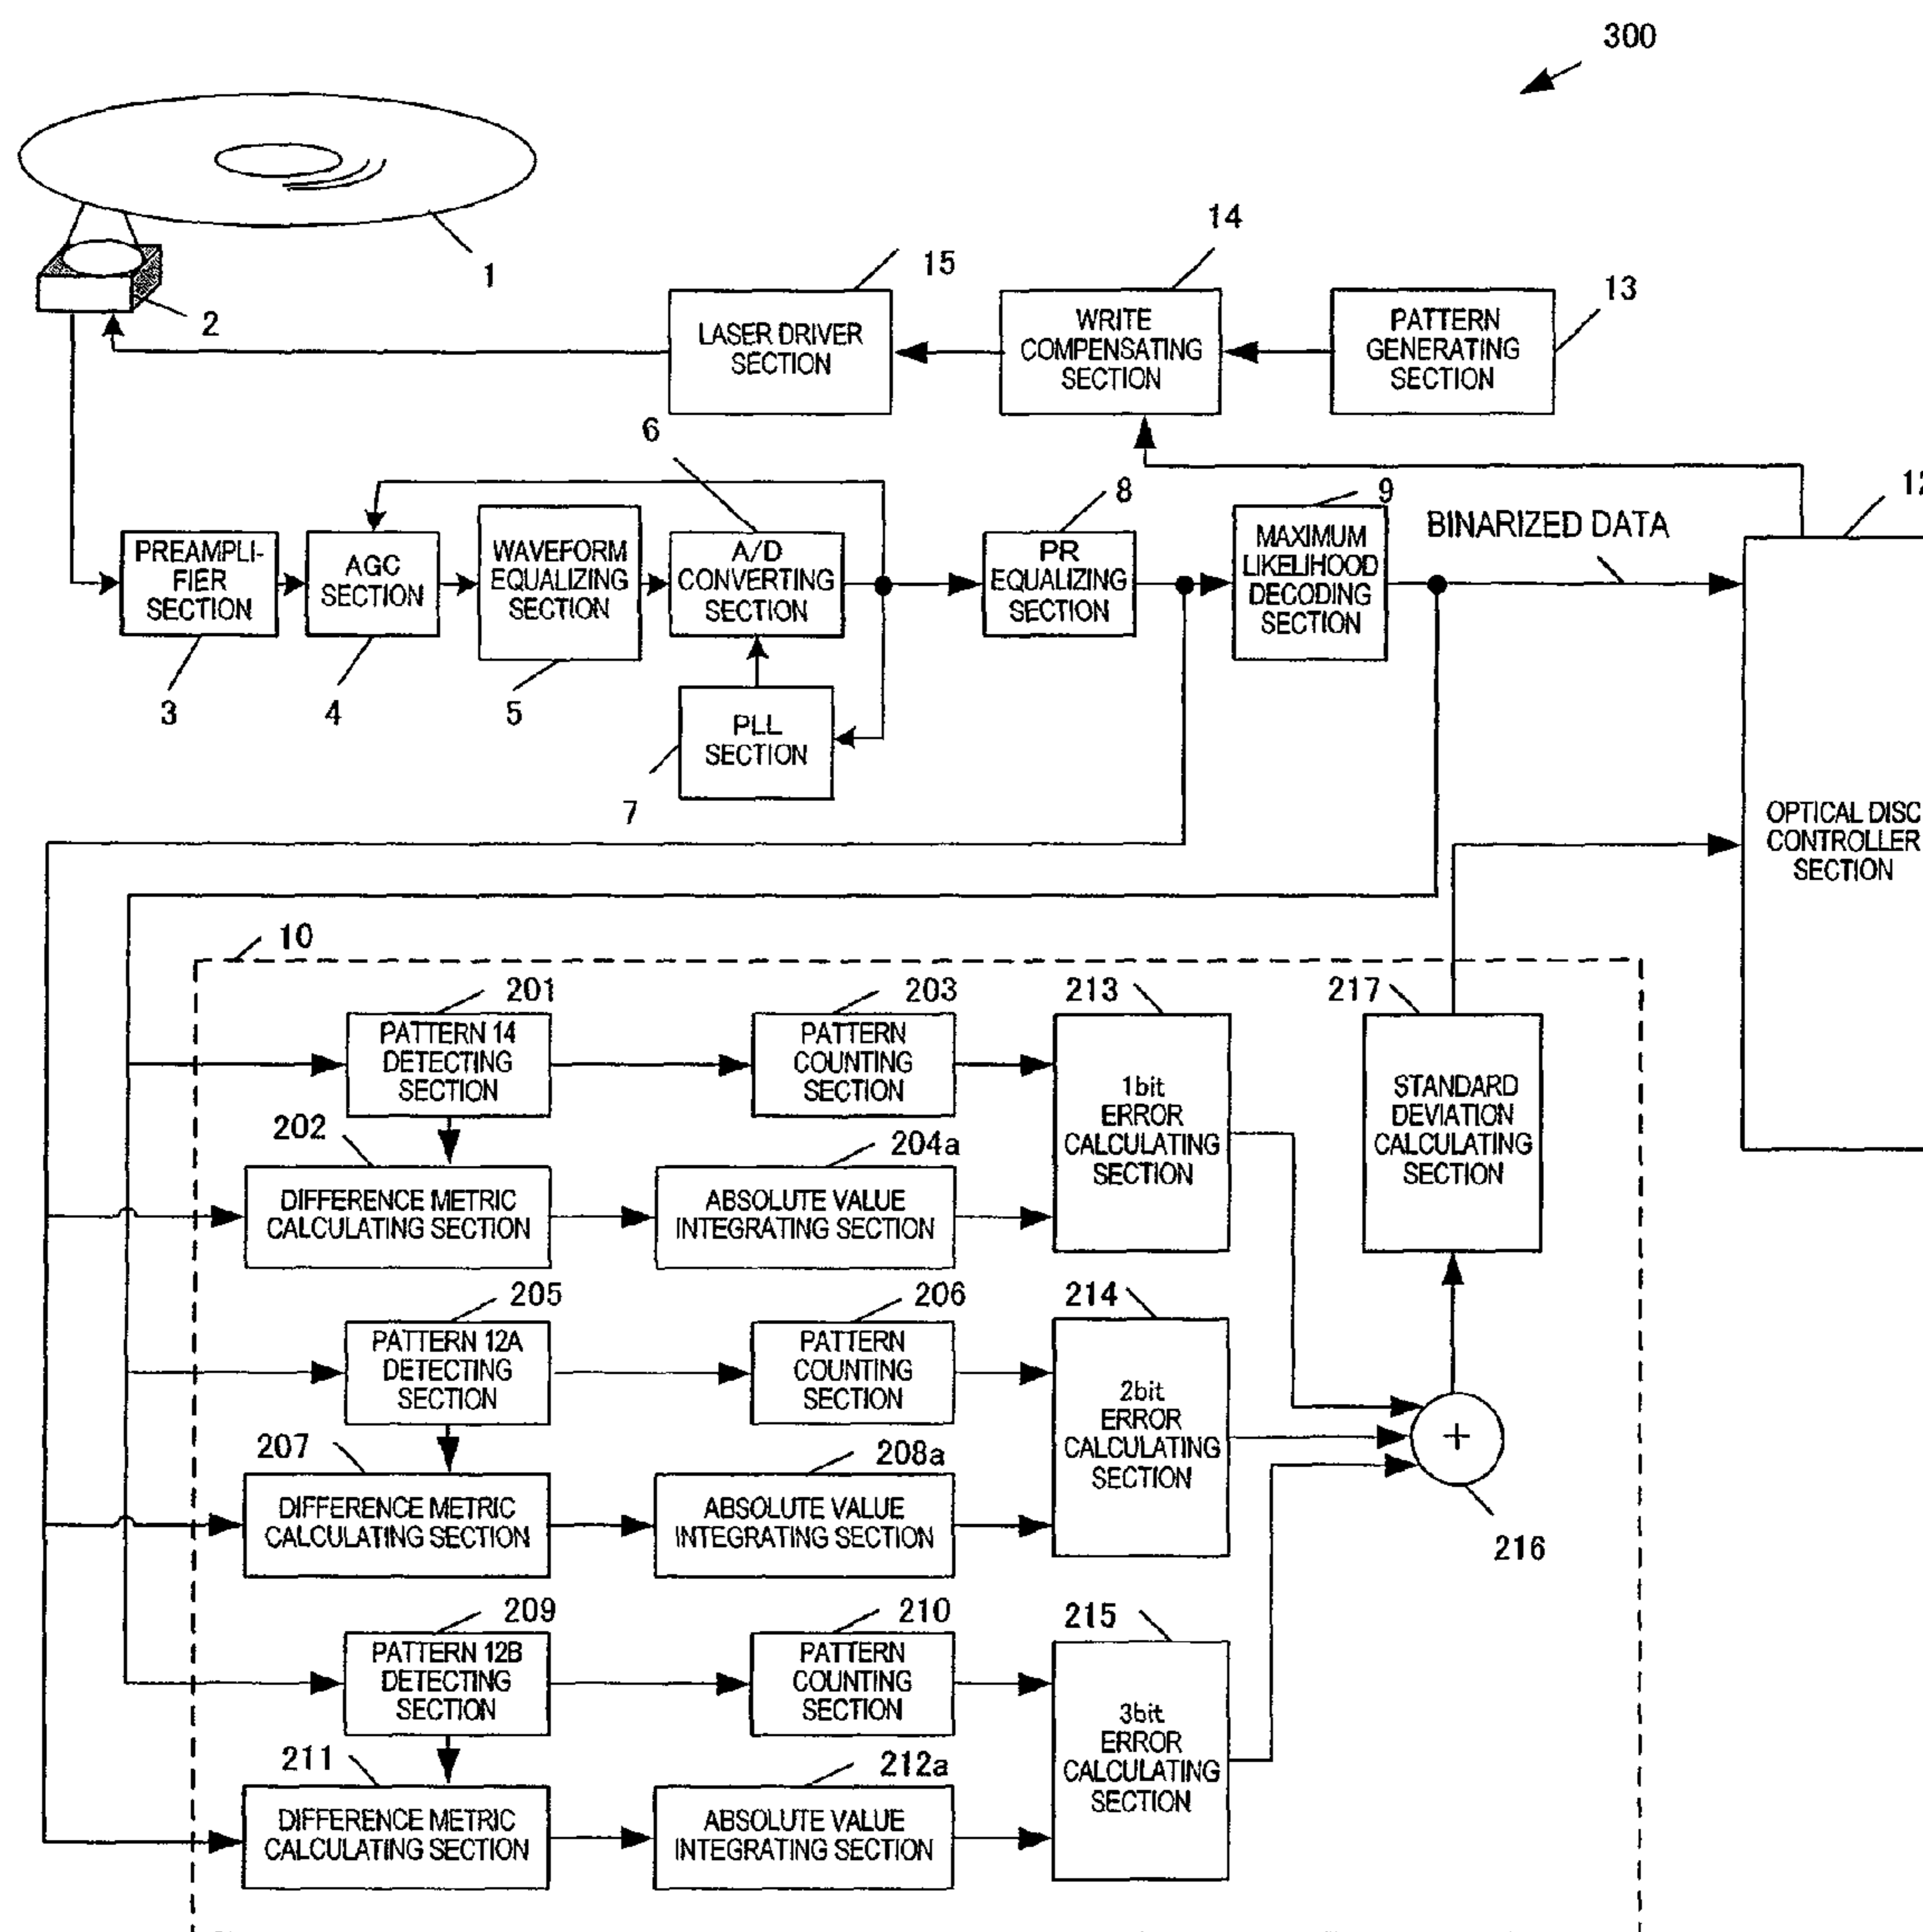 300
1
2
15
14
13
LASER DRIVER
SECTION
WRITE
COMPENSATING
SECTION
PATTERN
GENERATING
SECTION
6
8
9
12
BINARIZED DATA
PREAMPLI-
FIER
SECTION
AGC
SECTION
WAVEFORM
EQUALIZING
SECTION
A/D
CONVERTING
SECTION
PR
EQUALIZING
SECTION
MAXIMUM
LIKELIHOOD
DECODING
SECTION
3
4
5
PLL
SECTION
7
OPTICAL DISC
CONTROLLER
SECTION
10
201
203
213
217
PATTERN 14
DETECTING
SECTION
PATTERN
COUNTING
SECTION
1bit
ERROR
CALCULATING
SECTION
STANDARD
DEVIATION
CALCULATING
SECTION
202
204a
DIFFERENCE METRIC
CALCULATING SECTION
ABSOLUTE VALUE
INTEGRATING SECTION
205
206
214
PATTERN 12A
DETECTING
SECTION
PATTERN
COUNTING
SECTION
2bit
ERROR
CALCULATING
SECTION
+
216
207
208a
DIFFERENCE METRIC
CALCULATING SECTION
ABSOLUTE VALUE
INTEGRATING SECTION
209
210
215
PATTERN 12B
DETECTING
SECTION
PATTERN
COUNTING
SECTION
3bit
ERROR
CALCULATING
SECTION
211
212a
DIFFERENCE METRIC
CALCULATING SECTION
ABSOLUTE VALUE
INTEGRATING SECTION